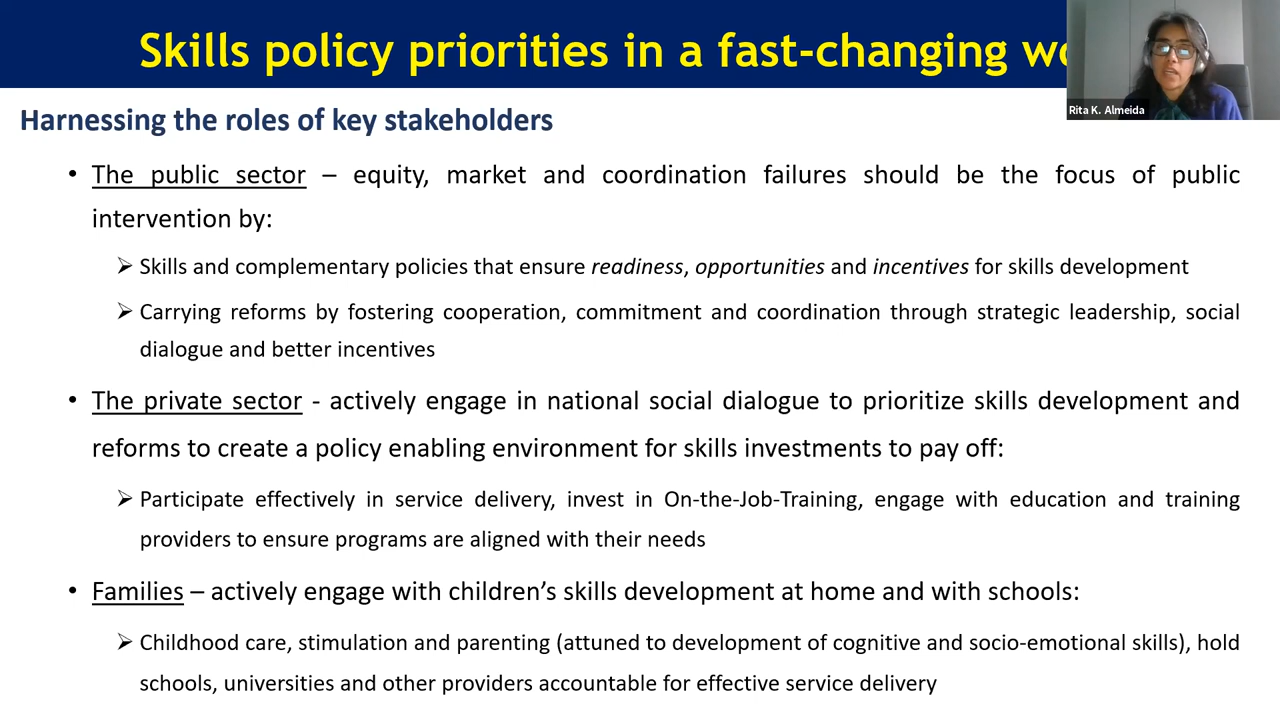 Skills policy priorities in a fast-changing
Rita K. Almeida
Harnessing the roles of key stakeholders
• The public sector – equity, market and coordination failures should be the focus of public
intervention by:
➢ Skills and complementary policies that ensure readiness, opportunities and incentives for skills development
➢ Carrying reforms by fostering cooperation, commitment and coordination through strategic leadership, social
dialogue and better incentives
• The private sector - actively engage in national social dialogue to prioritize skills development and
reforms to create a policy enabling environment for skills investments to pay off:
➢ Participate effectively in service delivery, invest in On-the-Job-Training, engage with education and training
providers to ensure programs are aligned with their needs
• Families – actively engage with children’s skills development at home and with schools:
➢ Childhood care, stimulation and parenting (attuned to development of cognitive and socio-emotional skills), hold
schools, universities and other providers accountable for effective service delivery